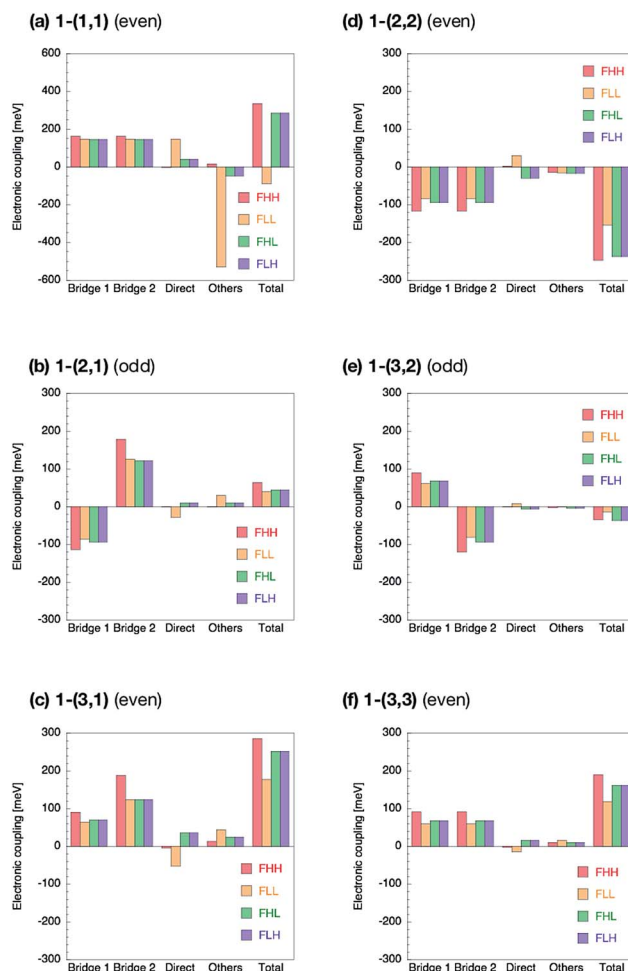 (a) 1-(1,1) (even)
Electronic coupling [meV]
600
400
200
0
-200
-400
-600
FHH
FLL
FHL
FLH
Bridge 1 Bridge 2 Direct Others Total
(d) 1-(2,2) (even)
Electronic coupling [meV]
300
200
100
0
-100
-200
-300
FHH
FLL
FHL
FLH
Bridge 1 Bridge 2 Direct Others Total
(b) 1-(2,1) (odd)
Electronic coupling [meV]
300
200
100
0
-100
-200
-300
FHH
FLL
FHL
FLH
Bridge 1 Bridge 2 Direct Others Total
(e) 1-(3,2) (odd)
Electronic coupling [meV]
300
200
100
0
-100
-200
-300
FHH
FLL
FHL
FLH
Bridge 1 Bridge 2 Direct Others Total
(c) 1-(3,1) (even)
Electronic coupling [meV]
300
200
100
0
-100
-200
-300
FHH
FLL
FHL
FLH
Bridge 1 Bridge 2 Direct Others Total
(f) 1-(3,3) (even)
Electronic coupling [meV]
300
200
100
0
-100
-200
-300
FHH
FLL
FHL
FLH
Bridge 1 Bridge 2 Direct Others Total